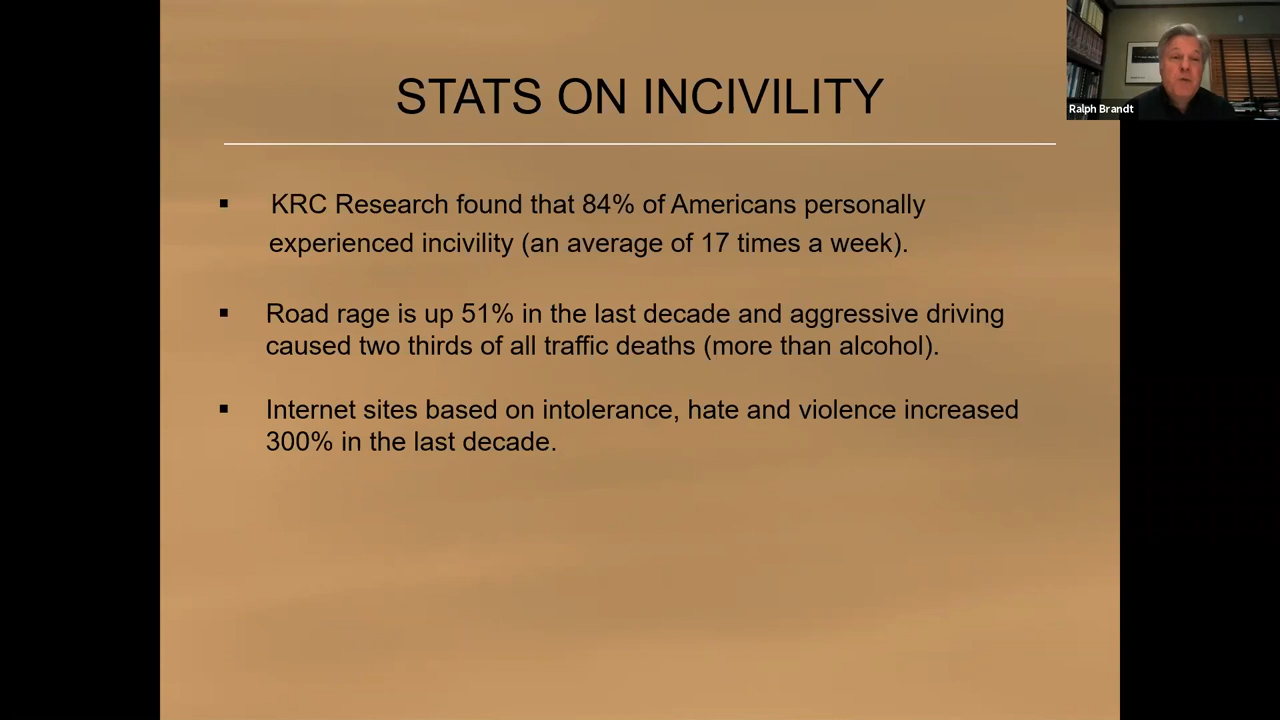 STATS ON INCIVILITY
Ralph Brandt
▪ KRC Research found that 84% of Americans personally
experienced incivility (an average of 17 times a week).
▪ Road rage is up 51% in the last decade and aggressive driving
caused two thirds of all traffic deaths (more than alcohol).
▪ Internet sites based on intolerance, hate and violence increased
300% in the last decade.